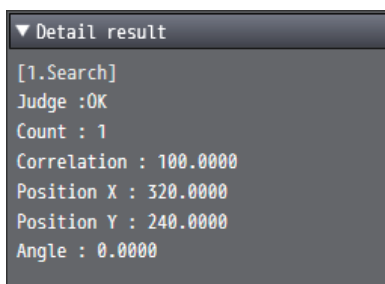 ▼ Detail result
[1.Search]
Judge :OK
Count : 1
Correlation : 100.0000
Position X : 320.0000
Position Y : 240.0000
Angle : 0.0000